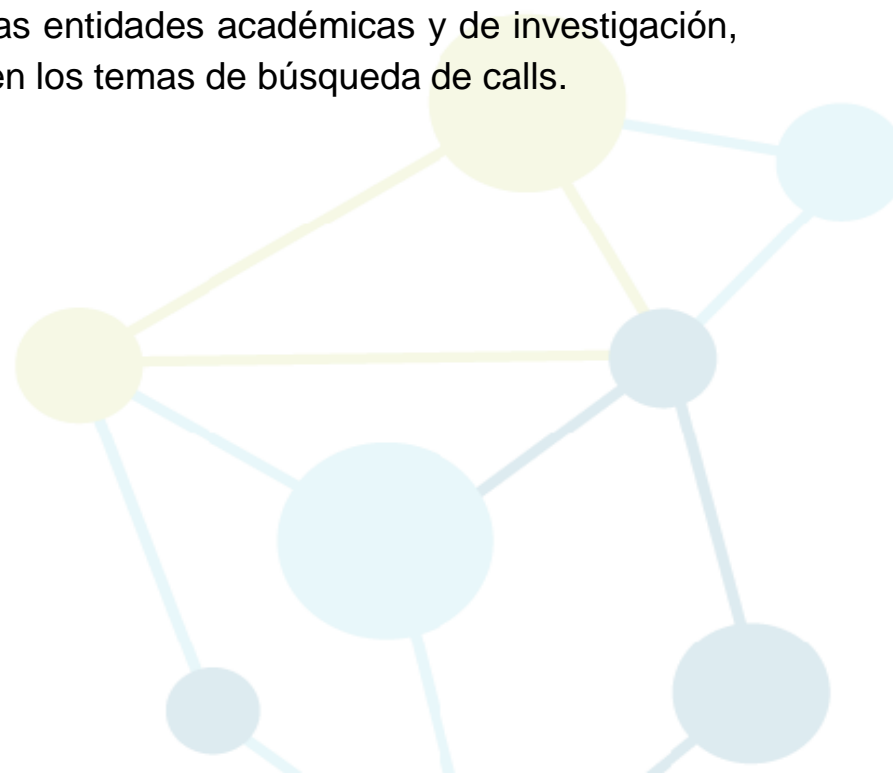 as entidades académicas y de investigación,
en los temas de búsqueda de calls.